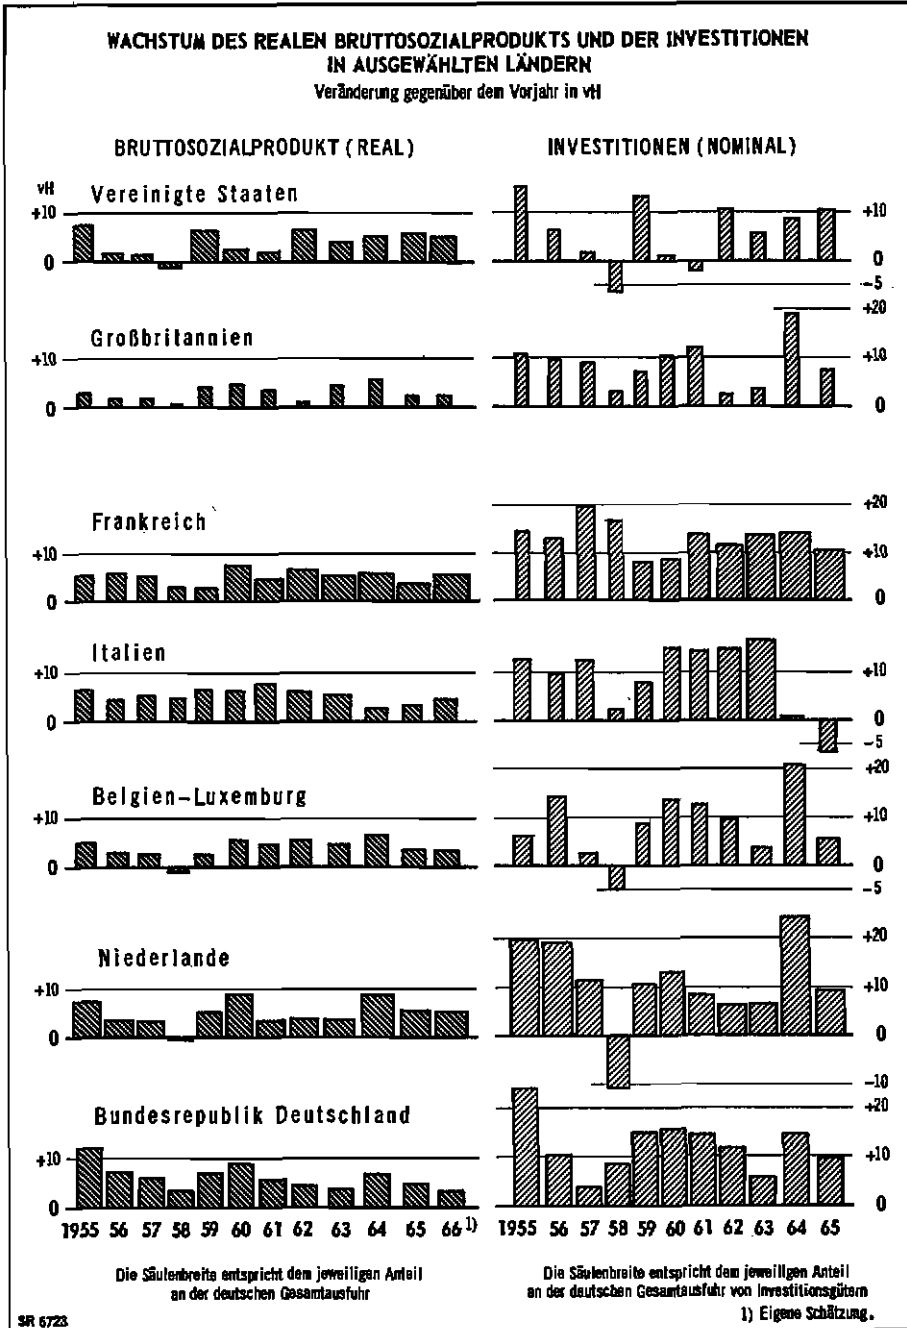 WACHSTUM DES REALEN BRUTTOSOZIALPRODUKTS UND DER INVESTITIONEN
IN AUSGEWÄHLTEN LÄNDERN
Veränderung gegenüber dem Vorjahr in vH
BRUTTOSOZIALPRODUKT (REAL)
INVESTITIONEN (NOMINAL)
vH
Vereinigte Staaten
+10
0
+10
0
-5
Großbritannien
+10
0
+20
+10
0
Frankreich
+10
0
+20
+10
0
Italien
+10
0
+10
0
-5
Belgien-Luxemburg
+10
0
+20
+10
0
-5
Niederlande
+10
0
+20
+10
0
-10
Bundesrepublik Deutschland
+10
0
+20
+10
0
1955 56 57 58 59 60 61 62 63 64 65 66 1)
1955 56 57 58 59 60 61 62 63 64 65
Die Säulenbreite entspricht dem jeweiligen Anteil
an der deutschen Gesamtausfuhr
Die Säulenbreite entspricht dem jeweiligen Anteil
an der deutschen Gesamtausfuhr von Investitionsgütern
1) Eigene Schätzung.
SR 6723